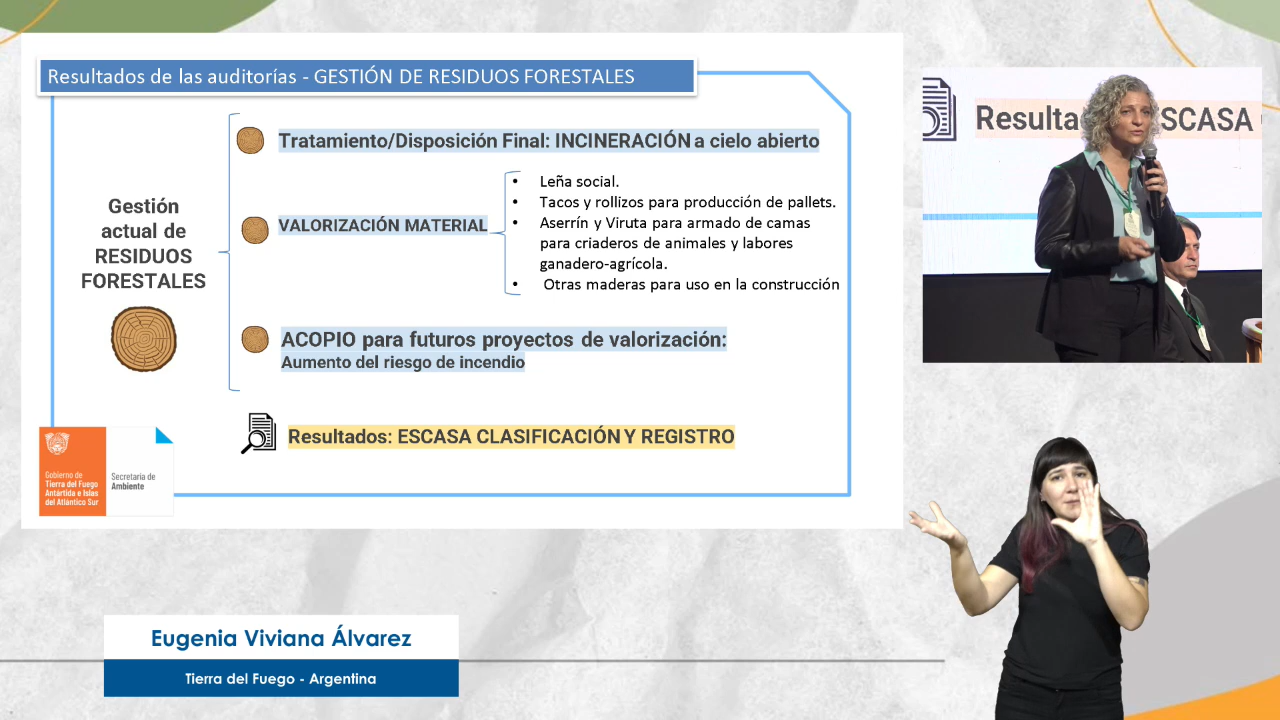 Resultados de las auditorías - GESTIÓN DE RESIDUOS FORESTALES
Gestión
actual de
RESIDUOS
FORESTALES
Tratamiento/Disposición Final: INCINERACIÓN a cielo abierto
VALORIZACIÓN MATERIAL
• Leña social.
• Tacos y rollizos para producción de pallets.
• Aserrín y Viruta para armado de camas
para criaderos de animales y labores
ganadero-agrícola.
• Otras maderas para uso en la construcción
ACOPIO para futuros proyectos de valorización:
Aumento del riesgo de incendio
Resultados: ESCASA CLASIFICACIÓN Y REGISTRO
Gobierno de
Tierra del Fuego
Antártida e Islas
del Atlántico Sur
Secretaría de
Ambiente
Resulta SCASA
Eugenia Viviana Álvarez
Tierra del Fuego - Argentina